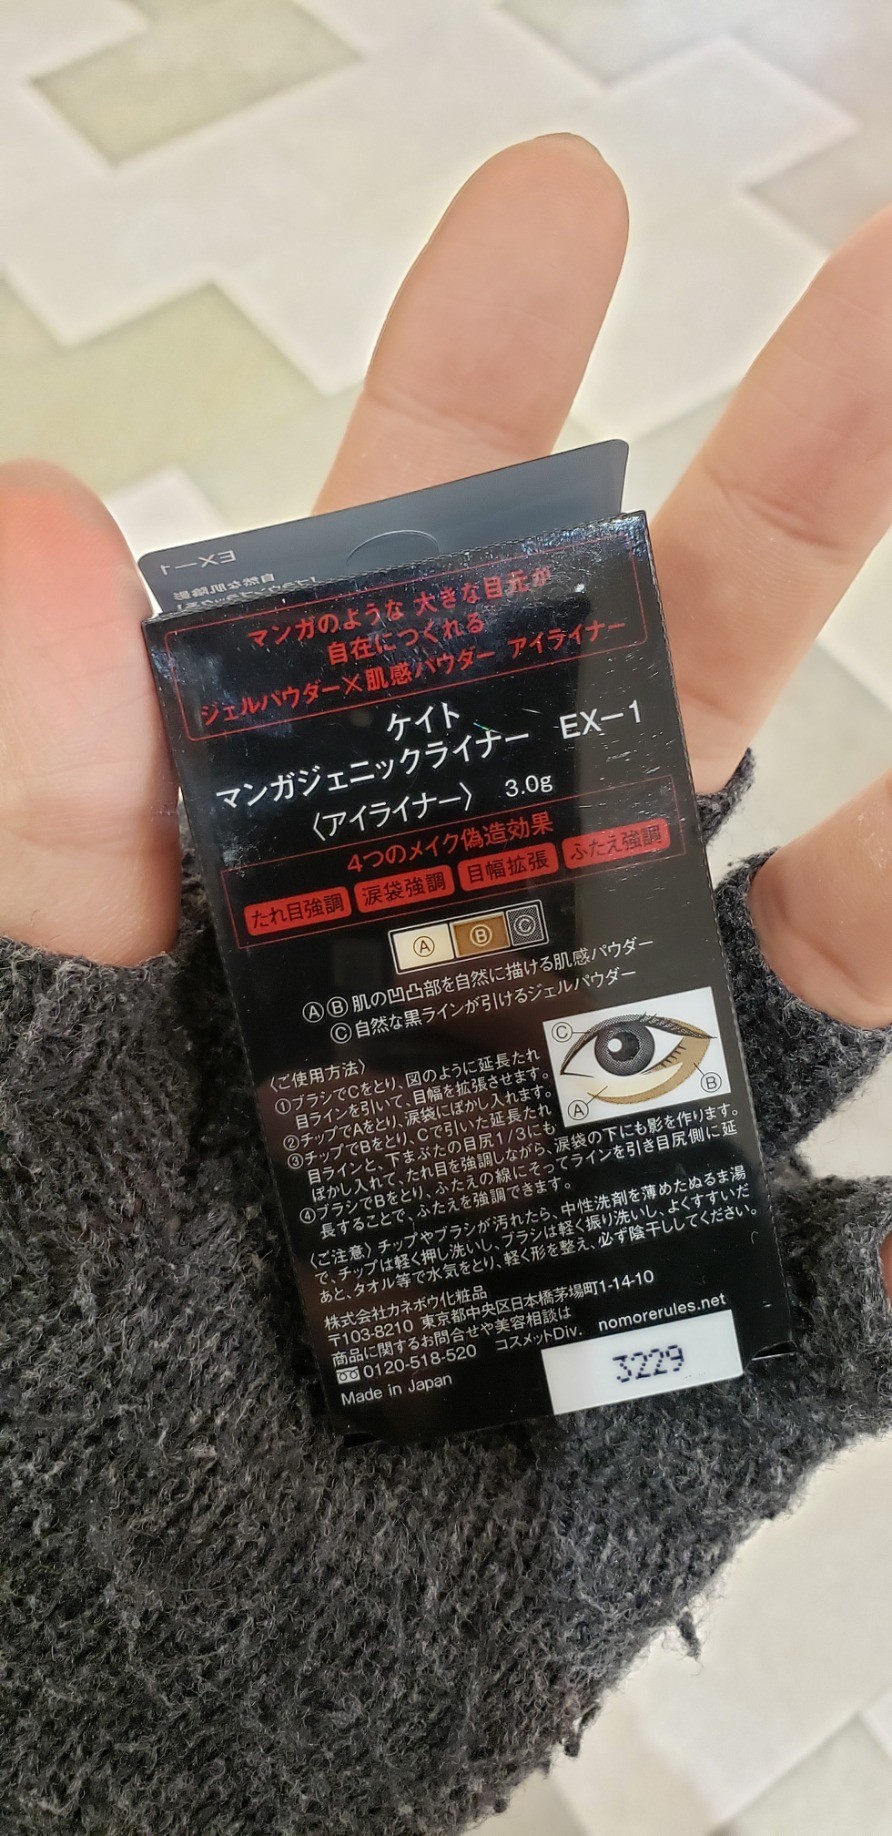 EX-1
自然な肌陰影
マンガのような 大きな目元が
自在につくれる
ジェルパウダー×肌感パウダー アイライナー
ケイト
マンガジェニックライナー EX-1
〈アイライナー〉 3.0g
4つのメイク偽造効果
たれ目強調 涙袋強調 目幅拡張 ふたえ強調
Ⓐ Ⓑ Ⓒ
ⒶⒷ肌の凹凸部を自然に描ける肌感パウダー
Ⓒ自然な黒ラインが引けるジェルパウダー
Ⓒ
Ⓑ
Ⓐ
〈ご使用方法〉
①ブラシでCをとり、図のように延長たれ
目ラインを引いて、目幅を拡張させます。
②チップでAをとり、涙袋にぼかし入れます。
③チップでBをとり、Cで引いた延長たれ
目ラインと、下まぶたの目尻1/3にも
ぼかし入れて、たれ目を強調しながら、涙袋の下にも影を作ります。
④ブラシでBをとり、ふたえの線にそってラインを引き目尻側に延
長することで、ふたえを強調できます。
〈ご注意〉チップやブラシが汚れたら、中性洗剤を薄めたぬるま湯
で、チップは軽く押し洗いし、ブラシは軽く振り洗いし、よくすすいだ
あと、タオル等で水気をとり、軽く形を整え、必ず陰干ししてください。
株式会社カネボウ化粧品
〒103-8210 東京都中央区日本橋茅場町1-14-10
商品に関するお問合せや美容相談は
0120-518-520 コスメットDiv. nomorerules.net
Made in Japan
3229